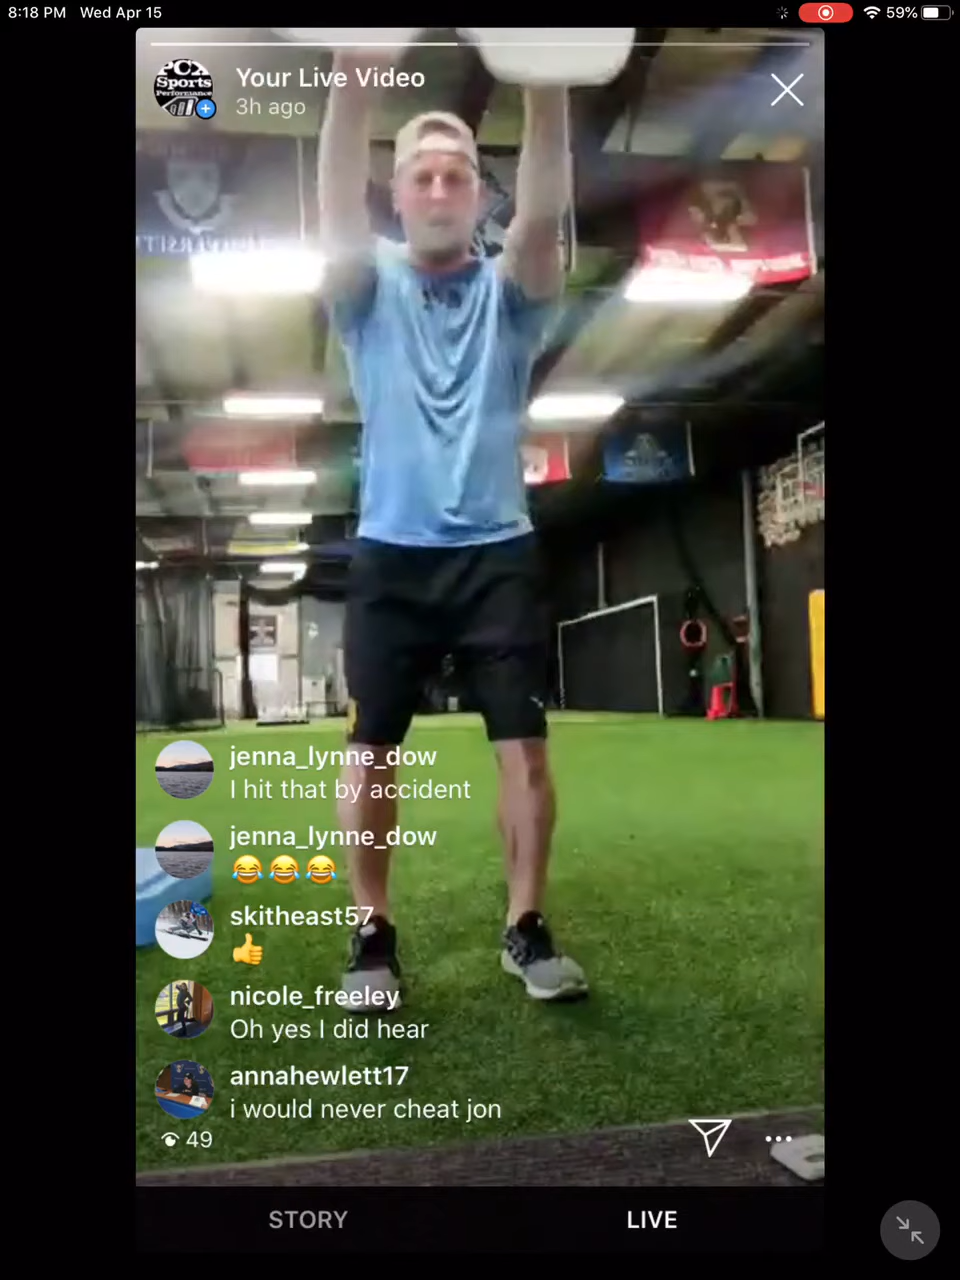 8:18 PM Wed Apr 15
59%
PCX
Sports
Performance
Your Live Video
3h ago
jenna_lynne_dow
I hit that by accident
jenna_lynne_dow
😂😂😂
skitheast57
👍
nicole_freeley
Oh yes I did hear
annahewlett17
i would never cheat jon
49
STORY
LIVE